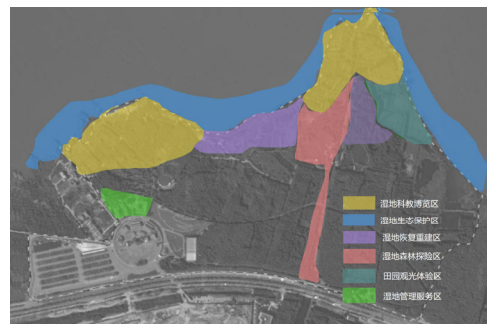 湿地科教博览区
湿地生态保护区
湿地恢复重建区
湿地森林探险区
田园观光体验区
湿地管理服务区